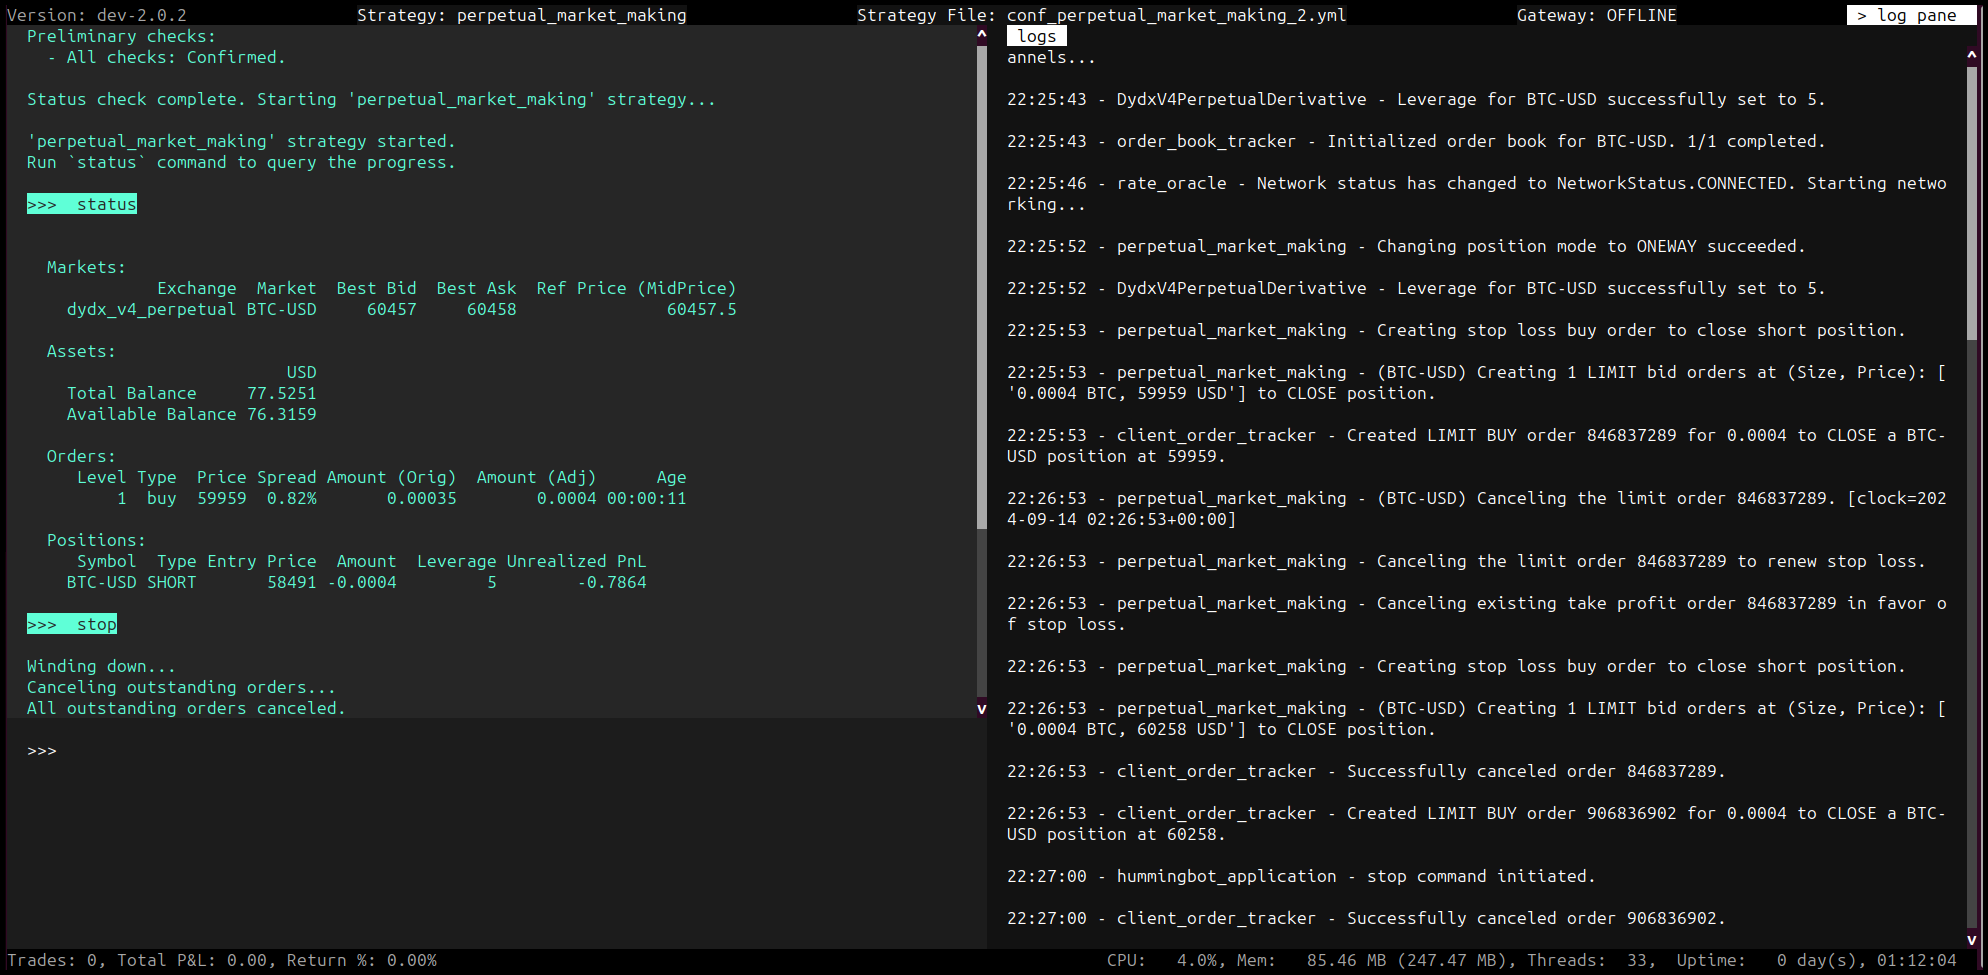 Version: dev-2.0.2 Strategy: perpetual_market_making Strategy File: conf_perpetual_market_making_2.yml Gateway: OFFLINE > log pane
Preliminary checks:
- All checks: Confirmed.
Status check complete. Starting 'perpetual_market_making' strategy...
'perpetual_market_making' strategy started.
Run `status` command to query the progress.
>>> status
Markets:
Exchange Market Best Bid Best Ask Ref Price (MidPrice)
dydx_v4_perpetual BTC-USD 60457 60458 60457.5
Assets:
USD
Total Balance 77.5251
Available Balance 76.3159
Orders:
Level Type Price Spread Amount (Orig) Amount (Adj) Age
1 buy 59959 0.82% 0.00035 0.0004 00:00:11
Positions:
Symbol Type Entry Price Amount Leverage Unrealized PnL
BTC-USD SHORT 58491 -0.0004 5 -0.7864
>>> stop
Winding down...
Canceling outstanding orders...
All outstanding orders canceled.
>>>
logs
annels...
22:25:43 - DydxV4PerpetualDerivative - Leverage for BTC-USD successfully set to 5.
22:25:43 - order_book_tracker - Initialized order book for BTC-USD. 1/1 completed.
22:25:46 - rate_oracle - Network status has changed to NetworkStatus.CONNECTED. Starting netwo
rking...
22:25:52 - perpetual_market_making - Changing position mode to ONEWAY succeeded.
22:25:52 - DydxV4PerpetualDerivative - Leverage for BTC-USD successfully set to 5.
22:25:53 - perpetual_market_making - Creating stop loss buy order to close short position.
22:25:53 - perpetual_market_making - (BTC-USD) Creating 1 LIMIT bid orders at (Size, Price): [
'0.0004 BTC, 59959 USD'] to CLOSE position.
22:25:53 - client_order_tracker - Created LIMIT BUY order 846837289 for 0.0004 to CLOSE a BTC-
USD position at 59959.
22:26:53 - perpetual_market_making - (BTC-USD) Canceling the limit order 846837289. [clock=202
4-09-14 02:26:53+00:00]
22:26:53 - perpetual_market_making - Canceling the limit order 846837289 to renew stop loss.
22:26:53 - perpetual_market_making - Canceling existing take profit order 846837289 in favor o
f stop loss.
22:26:53 - perpetual_market_making - Creating stop loss buy order to close short position.
22:26:53 - perpetual_market_making - (BTC-USD) Creating 1 LIMIT bid orders at (Size, Price): [
'0.0004 BTC, 60258 USD'] to CLOSE position.
22:26:53 - client_order_tracker - Successfully canceled order 846837289.
22:26:53 - client_order_tracker - Created LIMIT BUY order 906836902 for 0.0004 to CLOSE a BTC-
USD position at 60258.
22:27:00 - hummingbot_application - stop command initiated.
22:27:00 - client_order_tracker - Successfully canceled order 906836902.
Trades: 0, Total P&L: 0.00, Return %: 0.00% CPU: 4.0%, Mem: 85.46 MB (247.47 MB), Threads: 33, Uptime: 0 day(s), 01:12:04